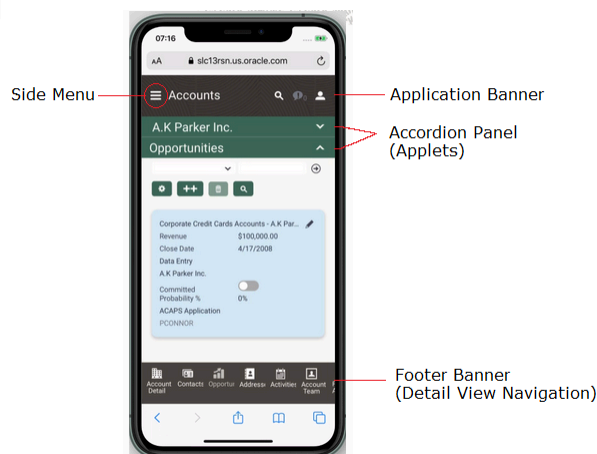 07:16
AA slc13rsn.us.oracle.com
Side Menu
Accounts
Application Banner
A.K Parker Inc.
Accordion Panel
(Applets)
Opportunities
Corporate Credit Cards Accounts - A.K Par...
Revenue $100,000.00
Close Date 4/17/2008
Data Entry
A.K Parker Inc.
Committed
Probability % 0%
ACAPS Application
PCONNOR
Account Detail
Contacts
Opportun
Addresse
Activities
Account Team
Footer Banner
(Detail View Navigation)